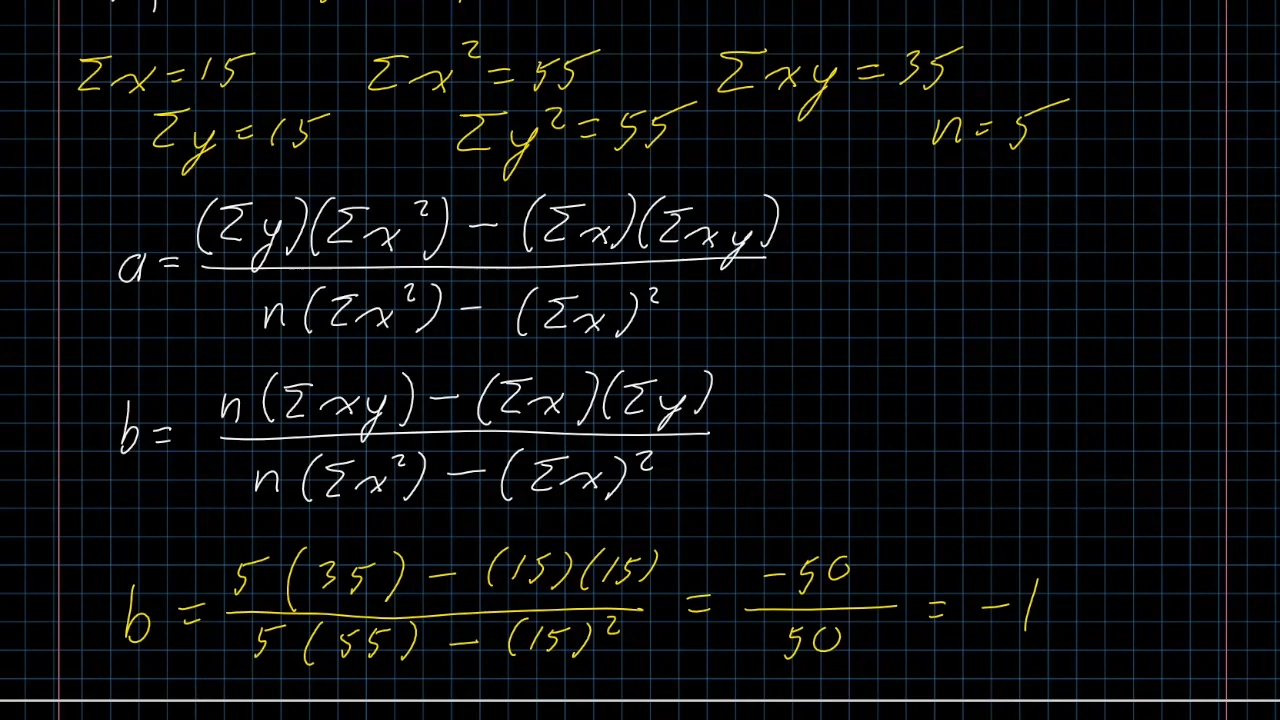 Σx = 15 Σx² = 55 Σxy = 35
Σy = 15 Σy² = 55 n = 5
a = ((Σy)(Σx²) − (Σx)(Σxy)) / (n(Σx²) − (Σx)²)
b = (n(Σxy) − (Σx)(Σy)) / (n(Σx²) − (Σx)²)
b = (5(35) − (15)(15)) / (5(55) − (15)²) = −50 / 50 = −1